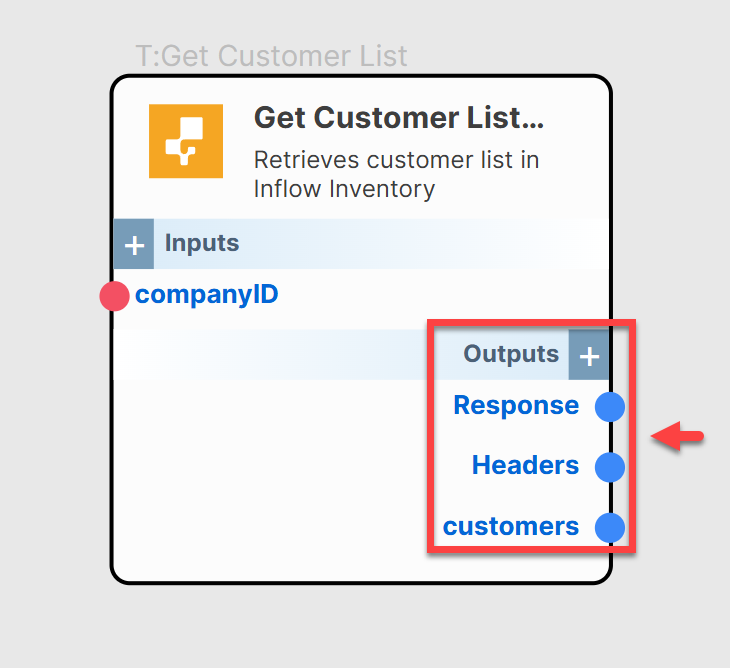 T:Get Customer List
Get Customer List...
Retrieves customer list in
Inflow Inventory
+ Inputs
companyID
Outputs +
Response
Headers
customers